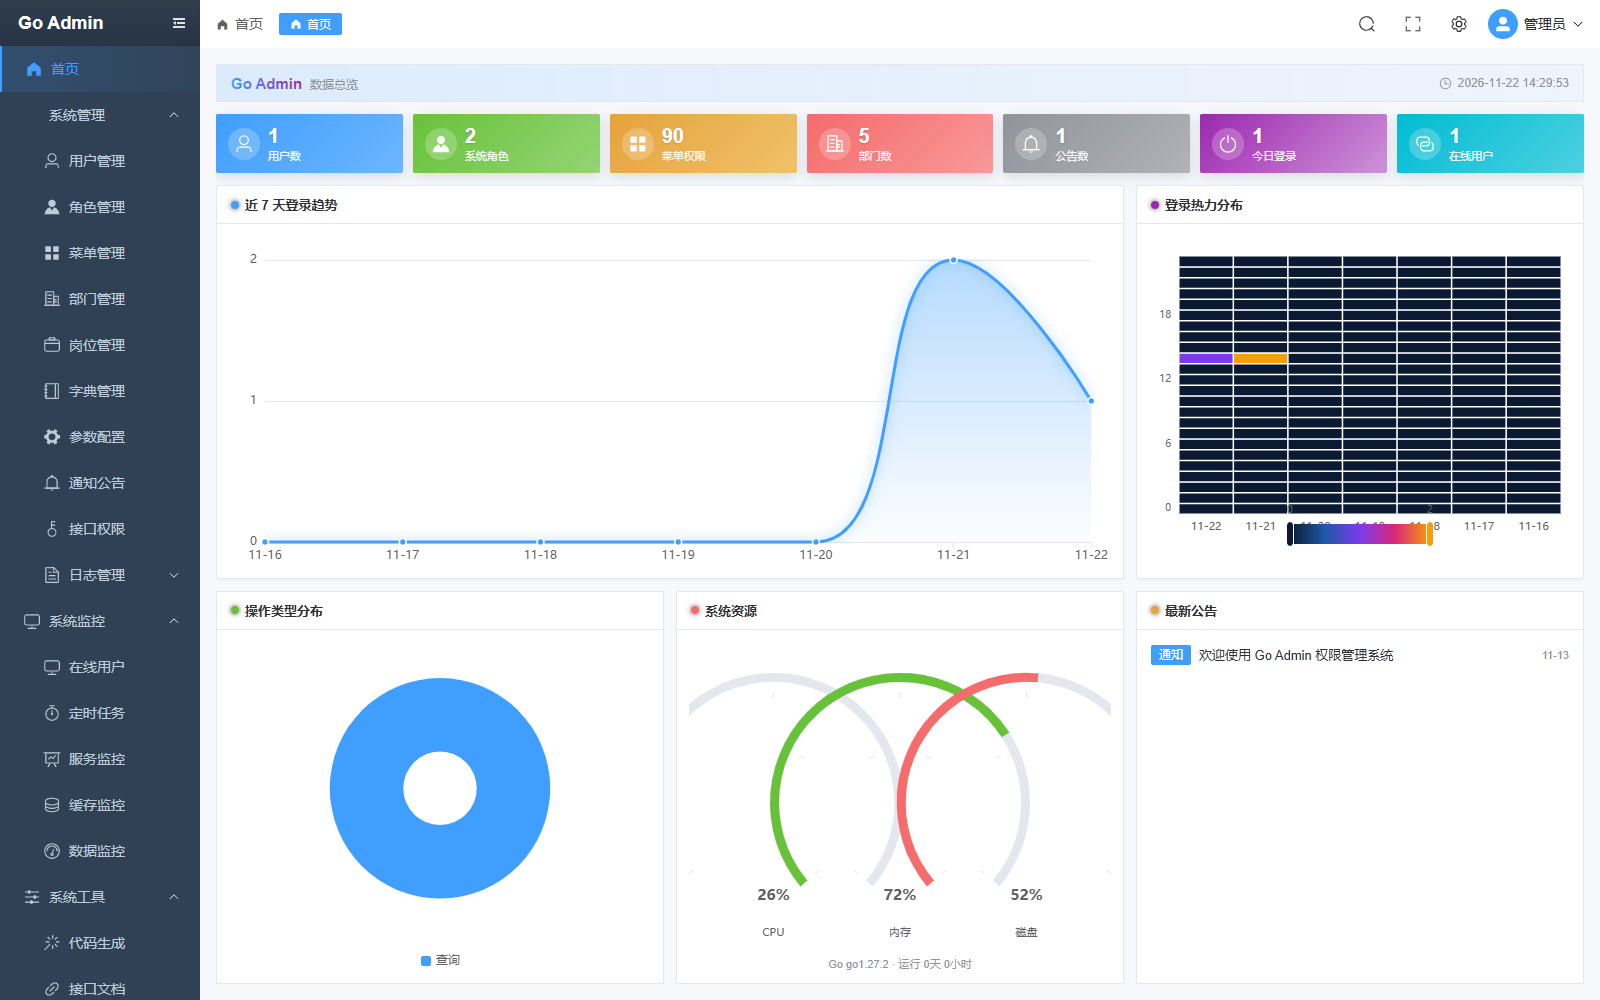 Go Admin
首页
系统管理
用户管理
角色管理
菜单管理
部门管理
岗位管理
字典管理
参数配置
通知公告
接口权限
日志管理
系统监控
在线用户
定时任务
服务监控
缓存监控
数据监控
系统工具
代码生成
接口文档
首页 首页
管理员
Go Admin 数据总览
2026-11-22 14:29:53
1
用户数
2
系统角色
90
菜单权限
5
部门数
1
公告数
1
今日登录
1
在线用户
近 7 天登录趋势
2
1
0
11-16 11-17 11-18 11-19 11-20 11-21 11-22
登录热力分布
18
12
6
0
0 2
11-22 11-21 11-20 11-19 11-18 11-17 11-16
操作类型分布
查询
系统资源
26% 72% 52%
CPU 内存 磁盘
Go go1.27.2 · 运行 0天 0小时
最新公告
通知 欢迎使用 Go Admin 权限管理系统 11-13